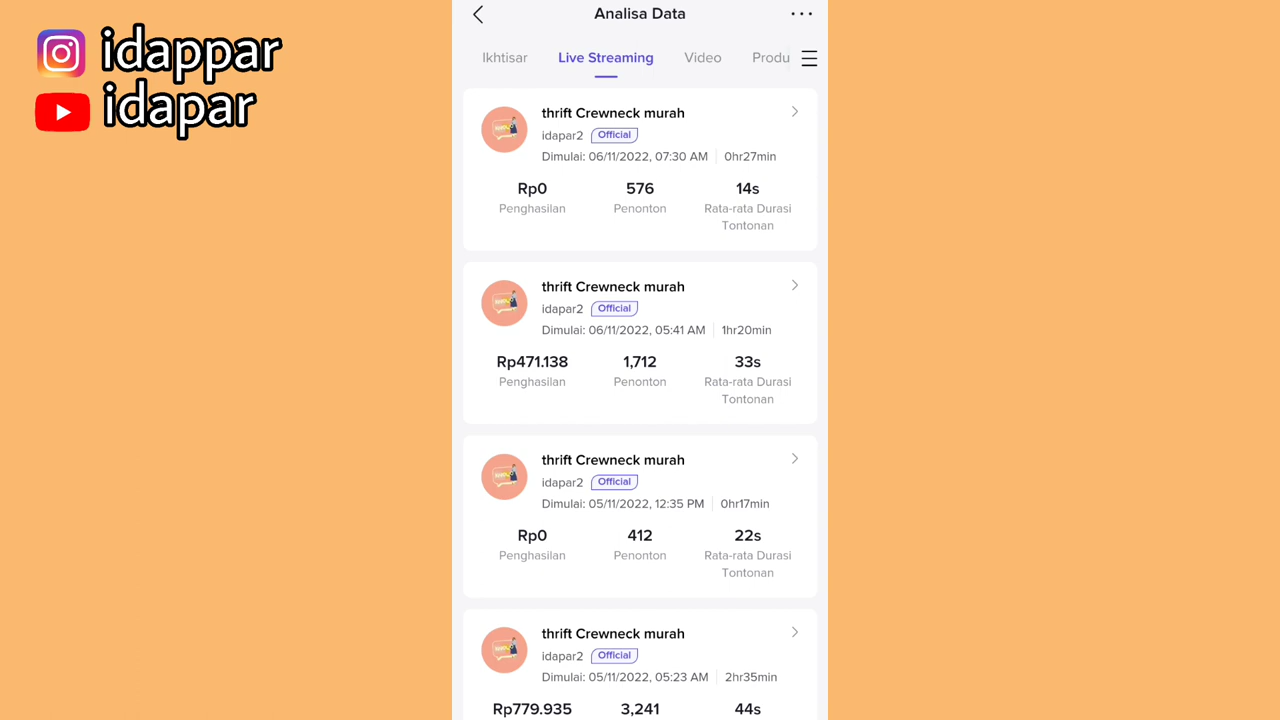 idappar
idapar
Analisa Data
Ikhtisar Live Streaming Video Produ
thrift Crewneck murah
idapar2 Official
Dimulai: 06/11/2022, 07:30 AM 0hr27min
Rp0 576 14s
Penghasilan Penonton Rata-rata Durasi
Tontonan
thrift Crewneck murah
idapar2 Official
Dimulai: 06/11/2022, 05:41 AM 1hr20min
Rp471.138 1,712 33s
Penghasilan Penonton Rata-rata Durasi
Tontonan
thrift Crewneck murah
idapar2 Official
Dimulai: 05/11/2022, 12:35 PM 0hr17min
Rp0 412 22s
Penghasilan Penonton Rata-rata Durasi
Tontonan
thrift Crewneck murah
idapar2 Official
Dimulai: 05/11/2022, 05:23 AM 2hr35min
Rp779.935 3,241 44s